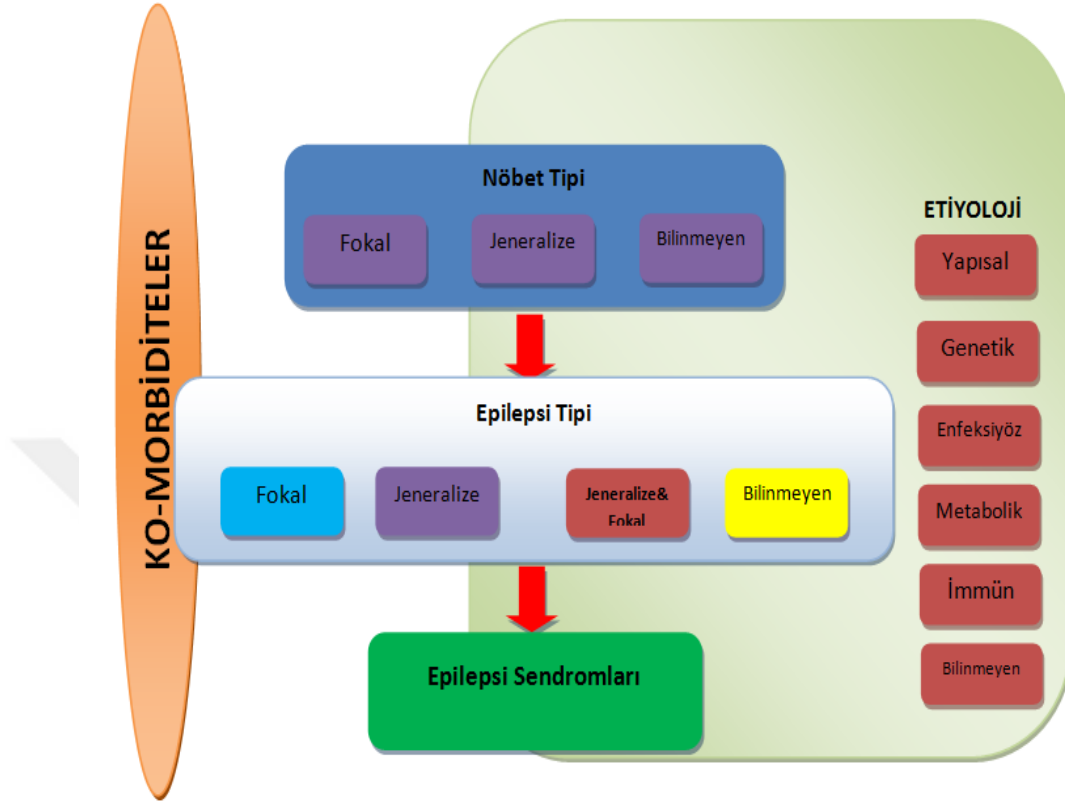 KO-MORBİDİTELER
Nöbet Tipi
Fokal
Jeneralize
Bilinmeyen
Epilepsi Tipi
Fokal
Jeneralize
Jeneralize&
Fokal
Bilinmeyen
Epilepsi Sendromları
ETİYOLOJİ
Yapısal
Genetik
Enfeksiyöz
Metabolik
İmmün
Bilinmeyen